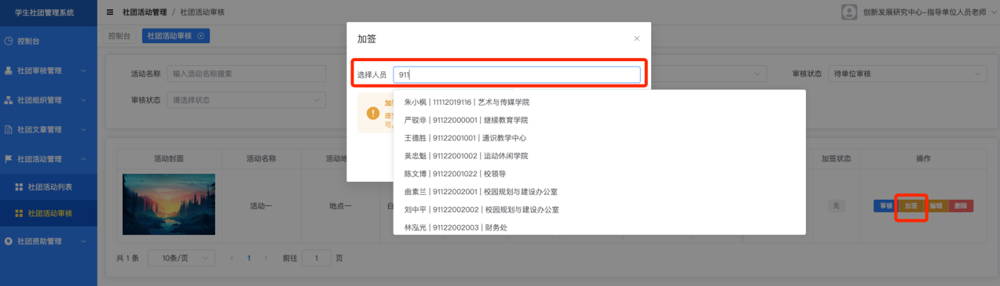 学生社团管理系统
社团活动管理 / 社团活动审核
创新发展研究中心–指导单位人员老师
控制台
社团审核管理
社团组织管理
社团文章管理
社团活动管理
社团活动列表
社团活动审核
社团资助管理
控制台
社团活动审核
活动名称 输入活动名称搜索
审核状态 待单位审核
审核状态 请选择状态
加签
选择人员 911
朱小枫 | 11112019116 | 艺术与传媒学院
严驳非 | 91122000001 | 继续教育学院
王德胜 | 91122001001 | 通识教学中心
吴忠魁 | 91122001002 | 运动休闲学院
陈文博 | 91122001022 | 校领导
曲素兰 | 91122002001 | 校园规划与建设办公室
刘中平 | 91122002002 | 校园规划与建设办公室
林泓光 | 91122002003 | 财务处
活动封面 活动名称 活动地 加签状态 操作
活动一 地点一 白 无 审核 加签 编辑 删除
共 1 条 10条/页 1 前往 1 页